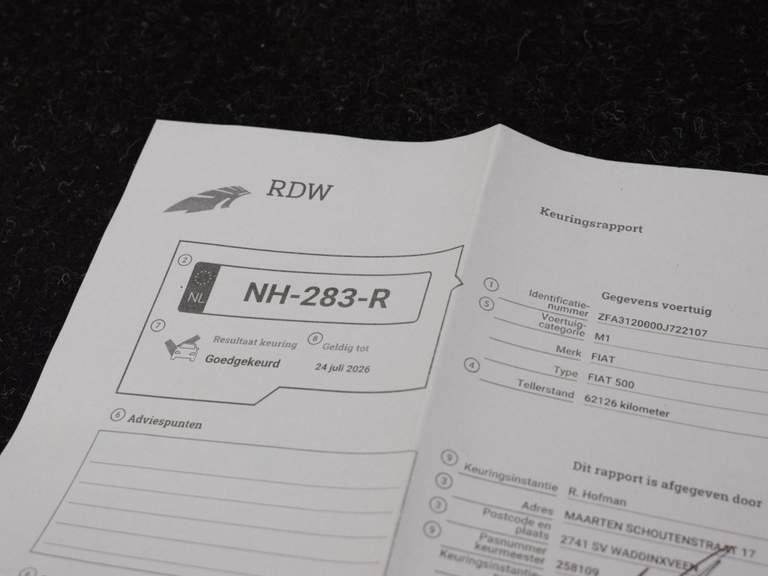 RDW
Keuringsrapport
2
NL
NH-283-R
7
Resultaat keuring
8
Geldig tot
Goedgekeurd
24 juli 2026
6
Adviespunten
Gegevens voertuig
1
Identificatie-
nummer
ZFA3120000J722107
5
Voertuig-
categorie
M1
Merk
FIAT
Type
FIAT 500
4
Tellerstand
62126 kilometer
Dit rapport is afgegeven door
9
Keuringsinstantie
R. Hofman
3
Adres
MAARTEN SCHOUTENSTRAAT 17
3
Postcode en
plaats
2741 SV WADDINXVEEN
9
Pasnummer
keurmeester
258109
Keuringsinstantie